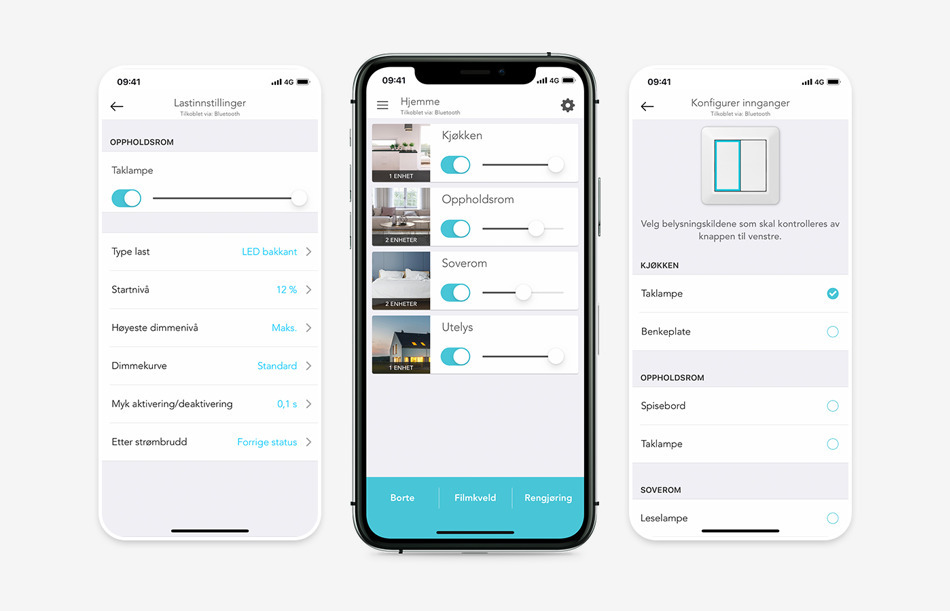 09:41
4G
Lastinnstillinger
Tilkoblet via: Bluetooth
OPPHOLDSROM
Taklampe
Type last
LED bakkant
Startnivå
12 %
Høyeste dimmenivå
Maks.
Dimmekurve
Standard
Myk aktivering/deaktivering
0,1 s
Etter strømbrudd
Forrige status
09:41
4G
Hjemme
Tilkoblet via: Bluetooth
Kjøkken
1 ENHET
Oppholdsrom
2 ENHETER
Soverom
2 ENHETER
Utelys
1 ENHET
Borte
Filmkveld
Rengjøring
09:41
4G
Konfigurer innganger
Tilkoblet via: Bluetooth
Velg belysningskildene som skal kontrolleres av
knappen til venstre.
KJØKKEN
Taklampe
Benkeplate
OPPHOLDSROM
Spisebord
Taklampe
SOVEROM
Leselampe